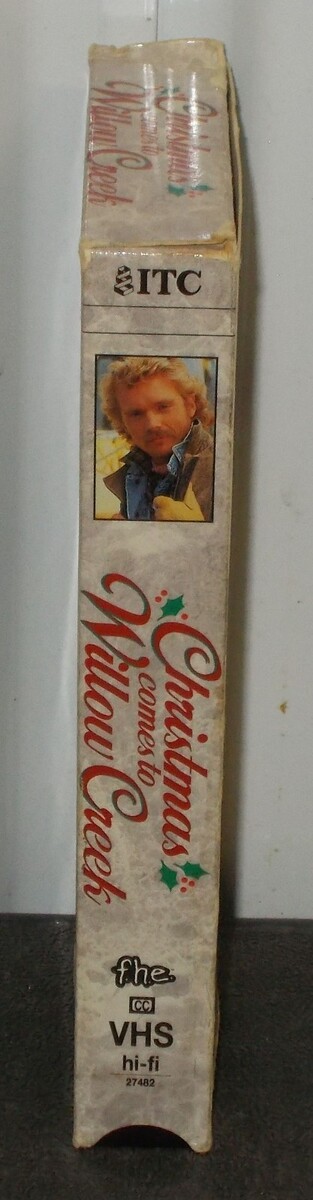 Christmas
comes to
Willow Creek
ITC
Christmas
comes to
Willow Creek
fhe
CC
VHS
hi-fi
27482